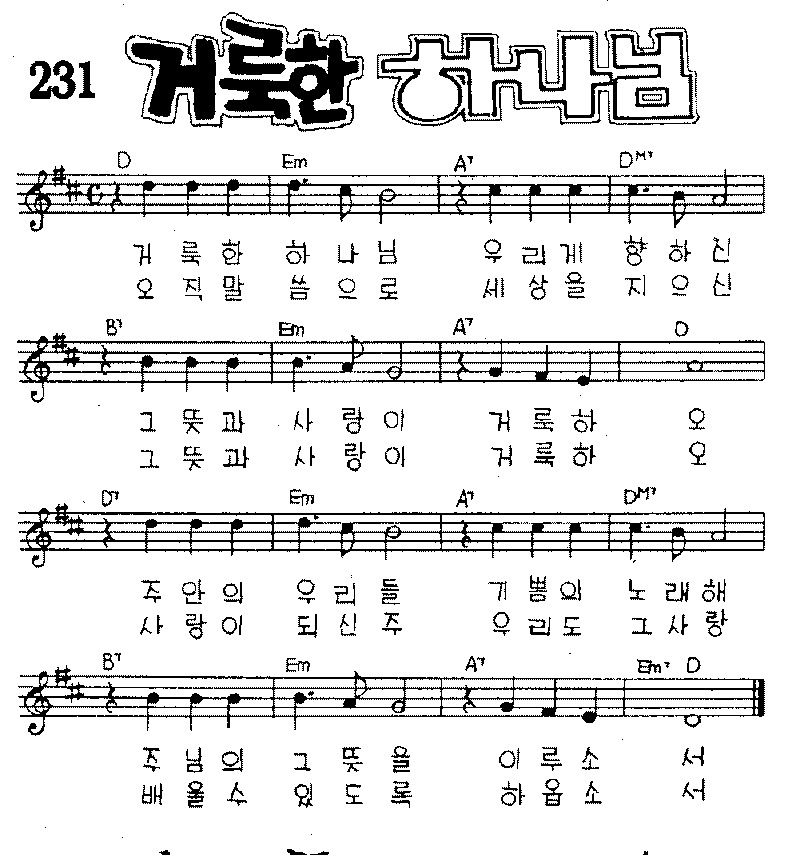 231 거룩한 하나님
D Em A7 DM7
거룩한 하나님 우리게 향하신
오직말 씀으로 세상을 지으신
B7 Em A7 D
그뜻과 사랑이 거룩하 오
그뜻과 사랑이 거룩하 오
D7 Em A7 DM7
주안의 우리들 기쁨의 노래해
사랑이 되신주 우리도 그사랑
B7 Em A7 Em7 D
주님의 그뜻을 이루소 서
배울수 있도록 하옵소 서